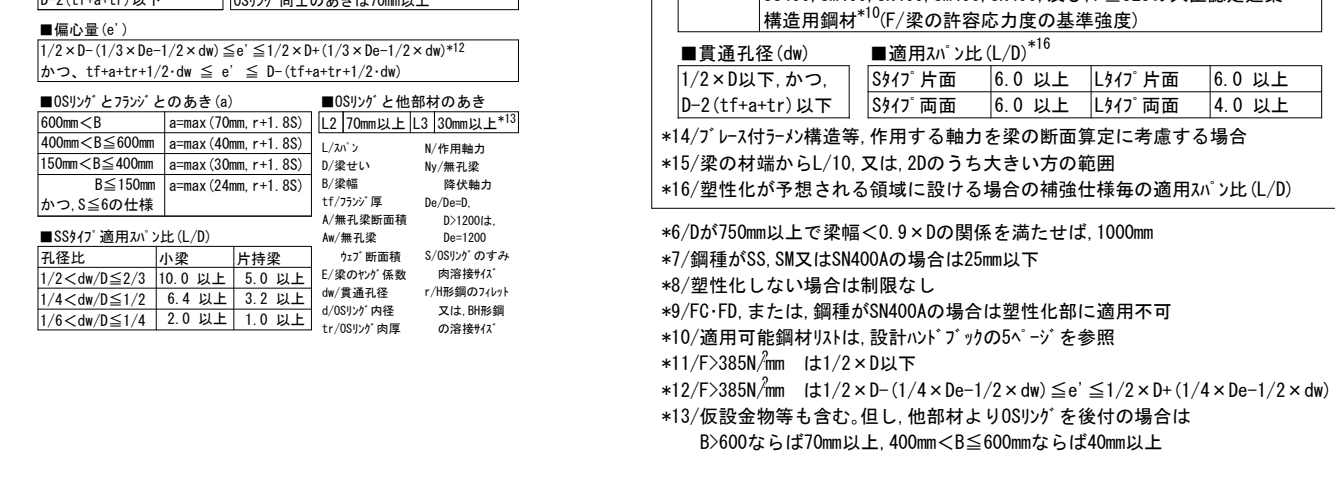 D-2(tf+a+tr)以下
OSﾘﾝｸﾞ同士のあきは70mm以上
■偏心量(e')
1/2×D-(1/3×De-1/2×dw)≦e'≦1/2×D+(1/3×De-1/2×dw)*12
かつ、tf+a+tr+1/2・dw ≦ e' ≦ D-(tf+a+tr+1/2・dw)
■OSﾘﾝｸﾞとﾌﾗﾝｼﾞとのあき(a)
600mm＜B a=max(70mm, r+1.8S)
400mm＜B≦600mm a=max(40mm, r+1.8S)
150mm＜B≦400mm a=max(30mm, r+1.8S)
B≦150mm a=max(24mm, r+1.8S)
かつ,S≦6の仕様
■SSﾀｲﾌﾟ適用ｽﾊﾟﾝ比(L/D)
孔径比 小梁 片持梁
1/2＜dw/D≦2/3 10.0 以上 5.0 以上
1/4＜dw/D≦1/2 6.4 以上 3.2 以上
1/6＜dw/D≦1/4 2.0 以上 1.0 以上
■OSﾘﾝｸﾞと他部材のあき
L2 70mm以上 L3 30mm以上*13
L/ｽﾊﾟﾝ
D/梁せい
B/梁幅
tf/ﾌﾗﾝｼﾞ厚
A/無孔梁断面積
Aw/無孔梁
ｳｪﾌﾞ断面積
E/梁のﾔﾝｸﾞ係数
dw/貫通孔径
d/OSﾘﾝｸﾞ内径
tr/OSﾘﾝｸﾞ肉厚
N/作用軸力
Ny/無孔梁
降伏軸力
De/De=D,
D>1200は,
De=1200
S/OSﾘﾝｸﾞのすみ
肉溶接ｻｲｽﾞ
r/H形鋼のﾌｨﾚｯﾄ
又は,BH形鋼
の溶接ｻｲｽﾞ
構造用鋼材*10(F/梁の許容応力度の基準強度)
■貫通孔径(dw)
1/2×D以下,かつ,
D-2(tf+a+tr)以下
■適用ｽﾊﾟﾝ比(L/D)*16
Sﾀｲﾌﾟ片面 6.0 以上 Lﾀｲﾌﾟ片面 6.0 以上
Sﾀｲﾌﾟ両面 6.0 以上 Lﾀｲﾌﾟ両面 4.0 以上
*14/ﾌﾞﾚｰｽ付ﾗｰﾒﾝ構造等,作用する軸力を梁の断面算定に考慮する場合
*15/梁の材端からL/10,又は,2Dのうち大きい方の範囲
*16/塑性化が予想される領域に設ける場合の補強仕様毎の適用ｽﾊﾟﾝ比(L/D)
*6/Dが750mm以上で梁幅＜0.9×Dの関係を満たせば,1000mm
*7/鋼種がSS,SM又はSN400Aの場合は25mm以下
*8/塑性化しない場合は制限なし
*9/FC･FD,または,鋼種がSN400Aの場合は塑性化部に適用不可
*10/適用可能鋼材ﾘｽﾄは,設計ﾊﾝﾄﾞﾌﾞｯｸの5ﾍﾟｰｼﾞを参照
*11/F>385N/mm2 は1/2×D以下
*12/F>385N/mm2 は1/2×D-(1/4×De-1/2×dw)≦e'≦1/2×D+(1/4×De-1/2×dw)
*13/仮設金物等も含む。但し,他部材よりOSﾘﾝｸﾞを後付の場合は
B>600ならば70mm以上,400mm＜B≦600mmならば40mm以上